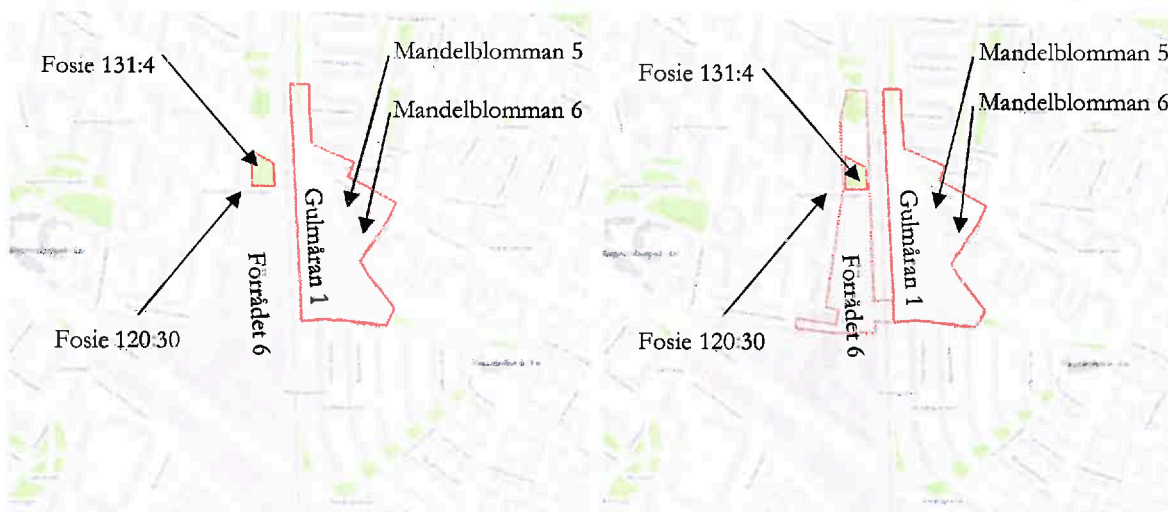 Fosie 131:4
Mandelblomman 5
Mandelblomman 6
Gulmåran 1
Förrådet 6
Fosie 120:30
Fosie 131:4
Mandelblomman 5
Mandelblomman 6
Gulmåran 1
Förrådet 6
Fosie 120:30